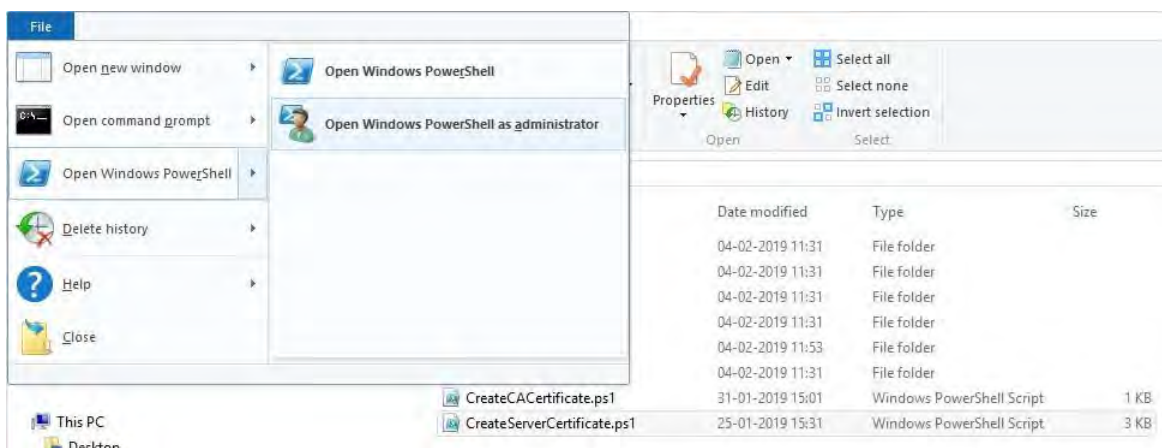 File
Open new window
Open command prompt
Open Windows PowerShell
Delete history
Help
Close
Open Windows PowerShell
Open Windows PowerShell as administrator
Properties
Open
Edit
History
Open
Select all
Select none
Invert selection
Select
Date modified Type Size
04-02-2019 11:31 File folder
04-02-2019 11:31 File folder
04-02-2019 11:31 File folder
04-02-2019 11:31 File folder
04-02-2019 11:53 File folder
04-02-2019 11:31 File folder
CreateCACertificate.ps1 31-01-2019 15:01 Windows PowerShell Script 1 KB
CreateServerCertificate.ps1 25-01-2019 15:31 Windows PowerShell Script 3 KB
This PC
Desktop